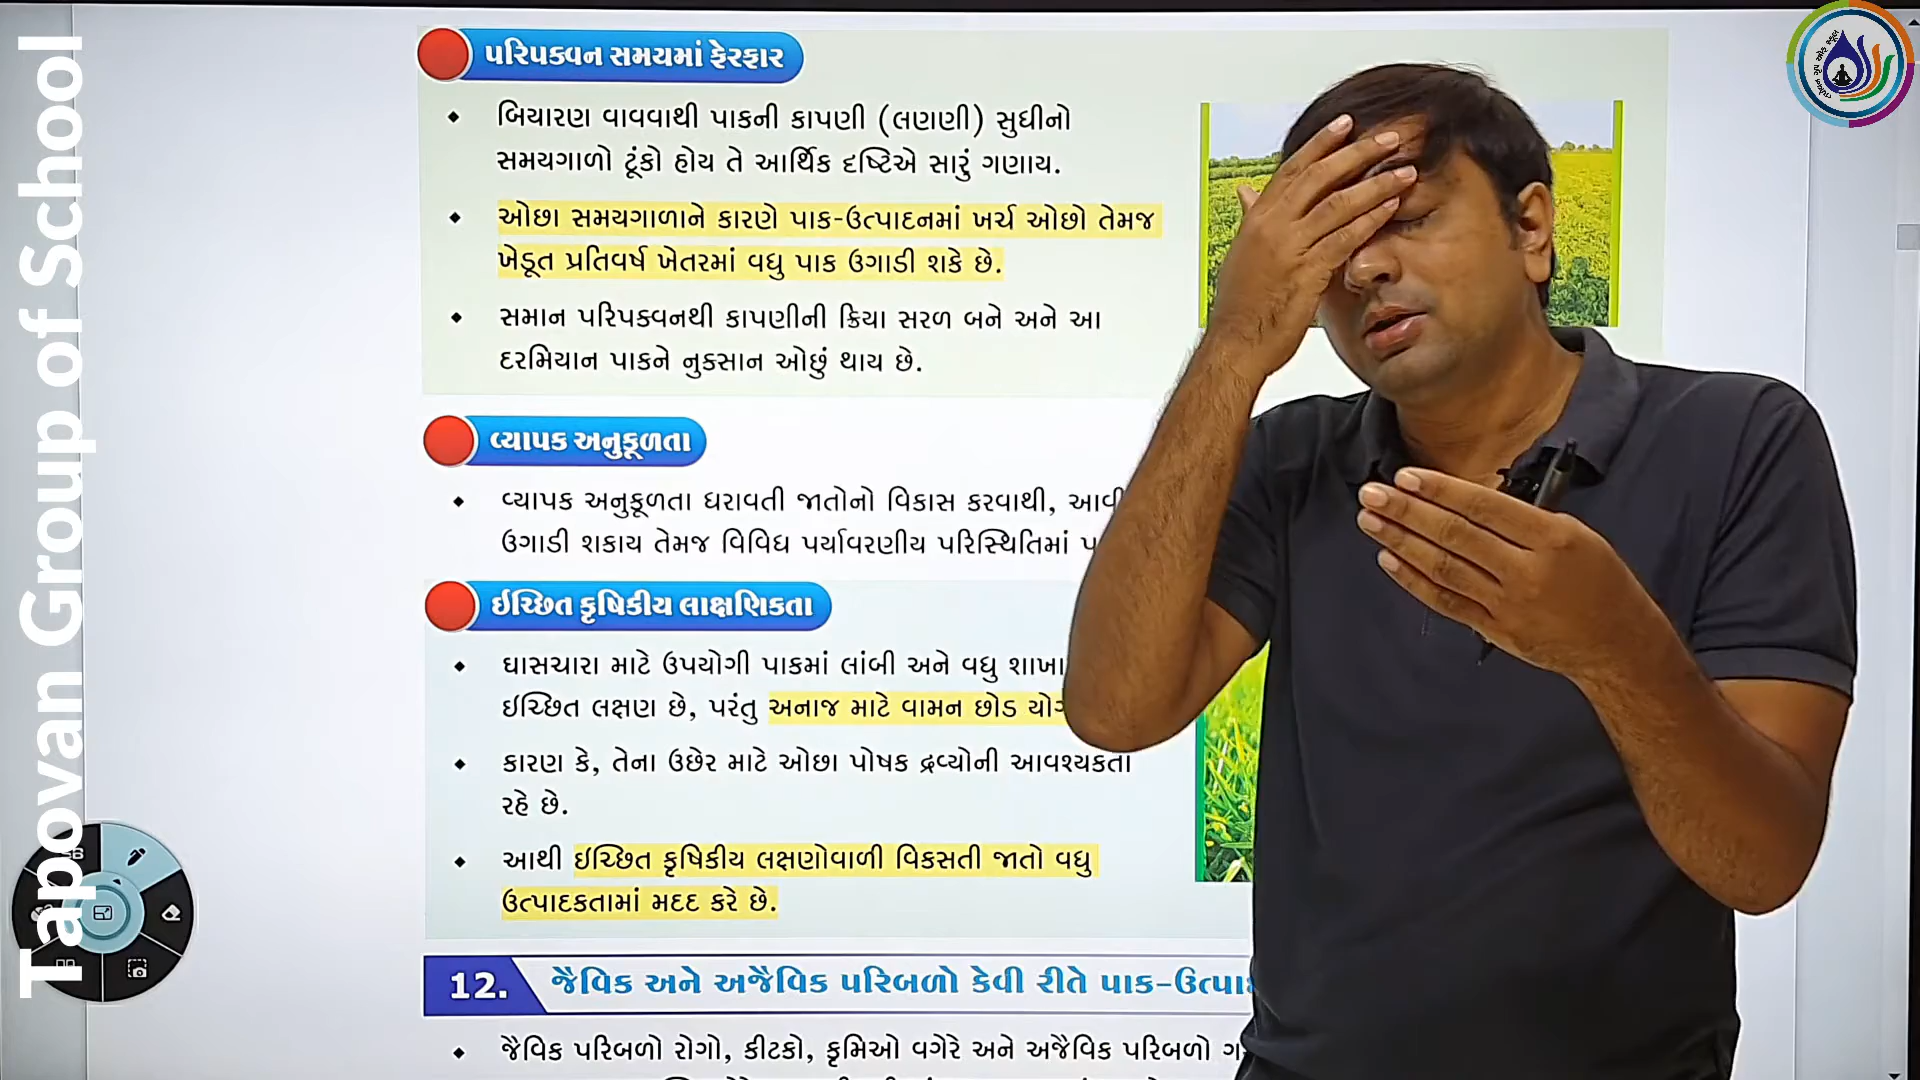 Tapovan Group of School
પરિપક્વન સમયમાં ફેરફાર
બિયારણ વાવવાથી પાકની કાપણી (લણણી) સુધીનો
સમયગાળો ટૂંકો હોય તે આર્થિક દૃષ્ટિએ સારું ગણાય.
ઓછા સમયગાળાને કારણે પાક-ઉત્પાદનમાં ખર્ચ ઓછો તેમજ
ખેડૂત પ્રતિવર્ષ ખેતરમાં વધુ પાક ઉગાડી શકે છે.
સમાન પરિપક્વનથી કાપણીની ક્રિયા સરળ બને અને આ
દરમિયાન પાકને નુકસાન ઓછું થાય છે.
વ્યાપક અનુકૂળતા
વ્યાપક અનુકૂળતા ધરાવતી જાતોનો વિકાસ કરવાથી,
ઉગાડી શકાય તેમજ વિવિધ પર્યાવરણીય પરિસ્થિતિમાં
ઇચ્છિત કૃષિકીય લાક્ષણિકતા
ઘાસચારા માટે ઉપયોગી પાકમાં લાંબી અને વધુ
ઇચ્છિત લક્ષણ છે, પરંતુ અનાજ માટે વામન છોડ
કારણ કે, તેના ઉછેર માટે ઓછા પોષક દ્રવ્યોની આવશ્યકતા
રહે છે.
આથી ઇચ્છિત કૃષિકીય લક્ષણોવાળી વિકસતી જાતો વધુ
ઉત્પાદકતામાં મદદ કરે છે.
12. જૈવિક અને અજૈવિક પરિબળો કેવી રીતે
જૈવિક પરિબળો રોગો, કીટકો, કૃમિઓ વગેરે અને અજૈવિક પરિબળો